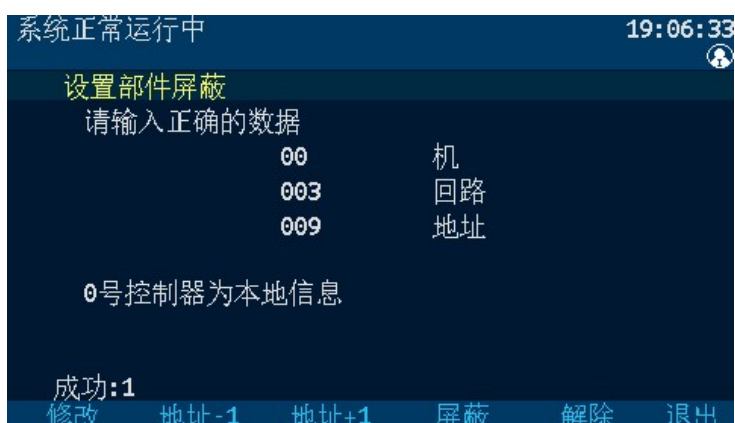 系统正常运行中 19:06:33
设置部件屏蔽
请输入正确的数据
00 机
003 回路
009 地址
0号控制器为本地信息
成功:1
修改 地址-1 地址+1 屏蔽 解除 退出